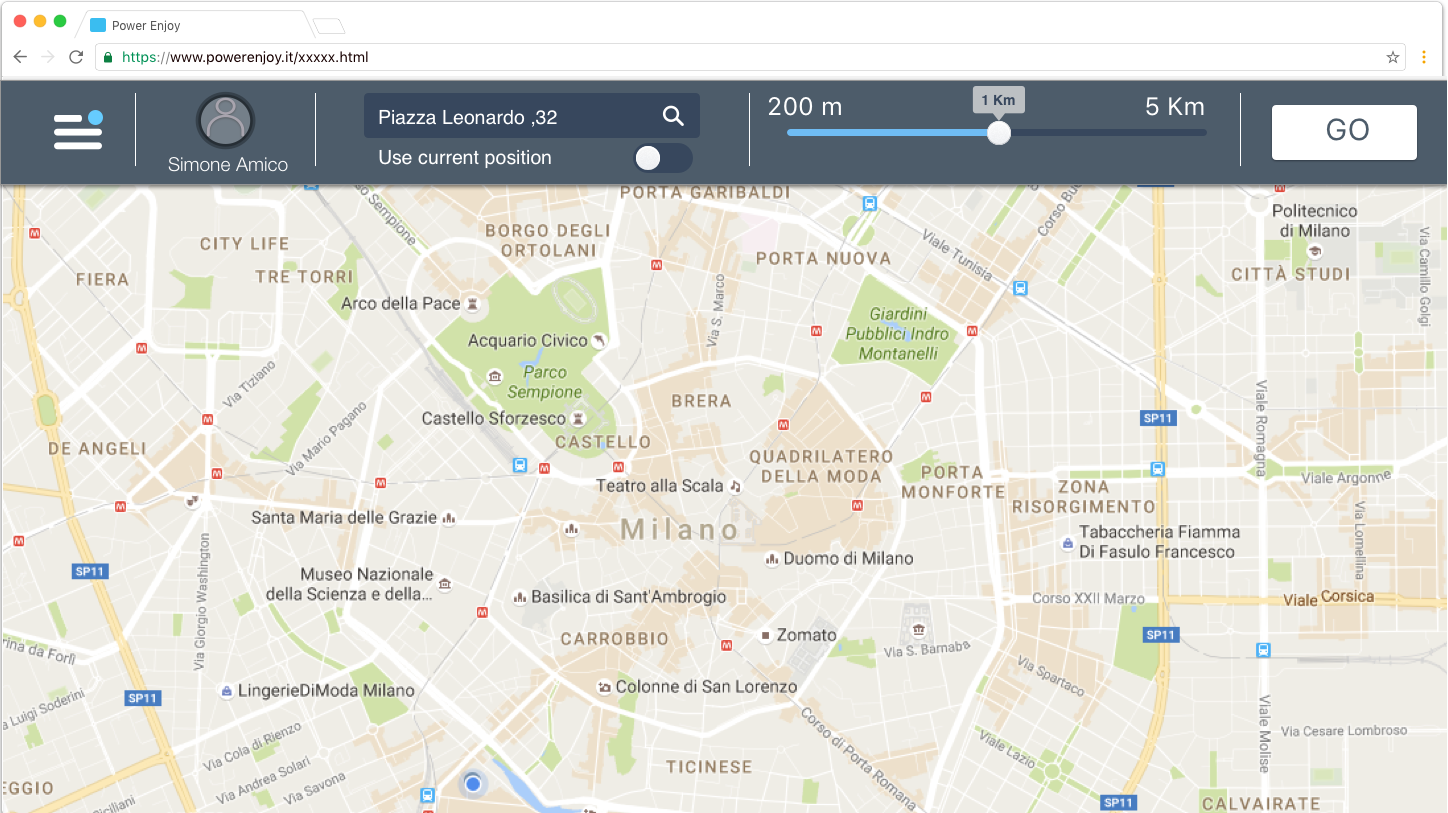 Power Enjoy
https://www.powerenjoy.it/xxxxx.html
Simone Amico
Piazza Leonardo ,32
Use current position
200 m
1 Km
5 Km
GO
PORTA GARIBALDI
Sempione
Corso Bu
Politecnico
di Milano
CITY LIFE
BORGO DEGLI
ORTOLANI
Viale Tunisia
Via Camillo Golgi
FIERA
TRE TORRI
PORTA NUOVA
CITTÀ STUDI
Arco della Pace
Via S. Marco
Giardini
Pubblici Indro
Montanelli
Acquario Civico
Parco
Sempione
Via Tiziano
BRERA
Castello Sforzesco
Via Mario Pagano
SP11
Viale Romagna
DE ANGELI
CASTELLO
QUADRILATERO
DELLA MODA
PORTA
MONFORTE
Viale Argonne
Teatro alla Scala
ZONA
RISORGIMENTO
Santa Maria delle Grazie
Milano
Tabaccheria Fiamma
Di Fasulo Francesco
Via Lomellina
Via Giorgio Washington
Duomo di Milano
SP11
Museo Nazionale
della Scienza e della...
Basilica di Sant'Ambrogio
Corso XXII Marzo
Viale Corsica
CARROBBIO
Zomato
SP11
rina da Forlì
Via S. Barnaba
Via Spartaco
LingerieDiModa Milano
SP11
Colonne di San Lorenzo
a Luigi Soderini
Corso di Porta Romana
Viale Molise
Via Cesare Lombroso
Via Cola di Rienzo
Viale Lazio
TICINESE
Via Andrea Solari
Via Savona
EGGIO
iciliani
SP11
CALVAIRATE